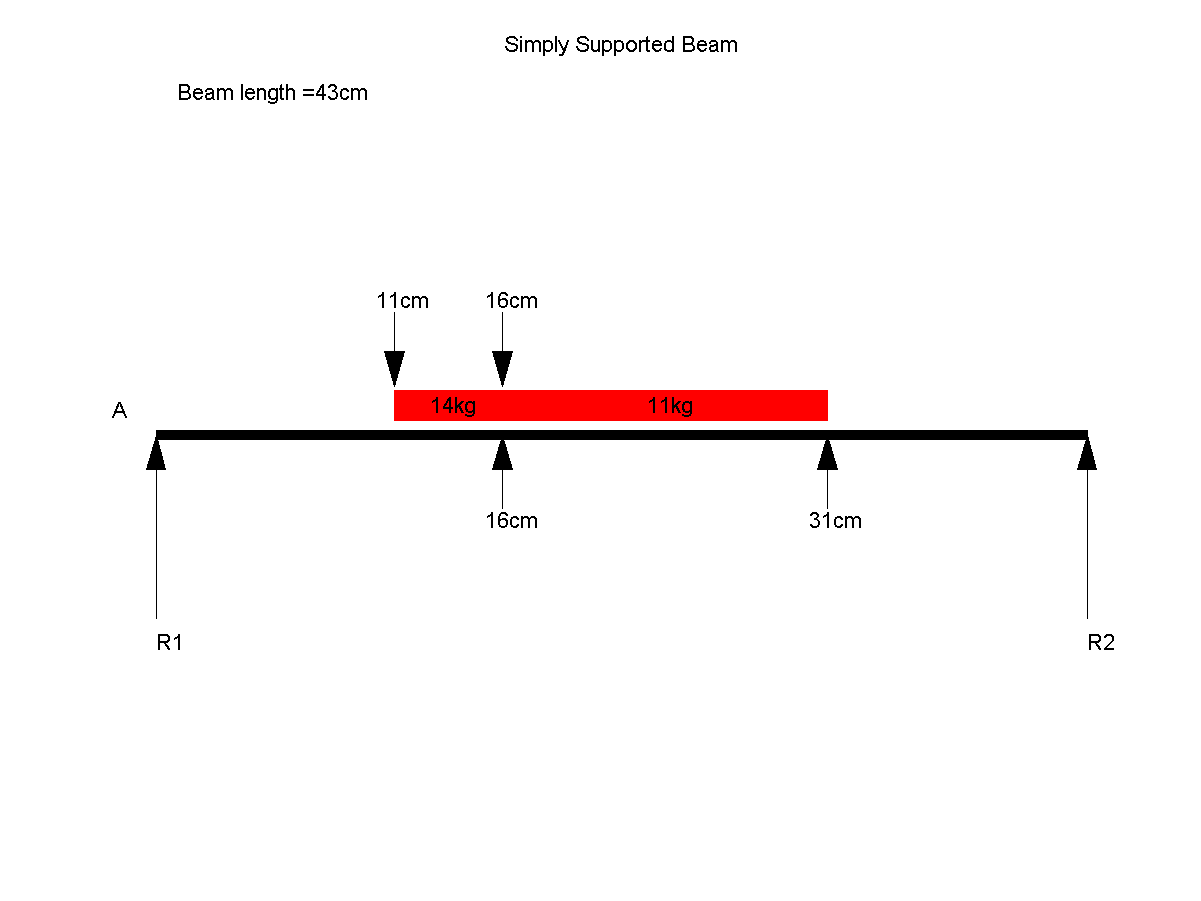 Simply Supported Beam
Beam length =43cm
11cm 16cm
14kg 11kg
A
16cm 31cm
R1 R2